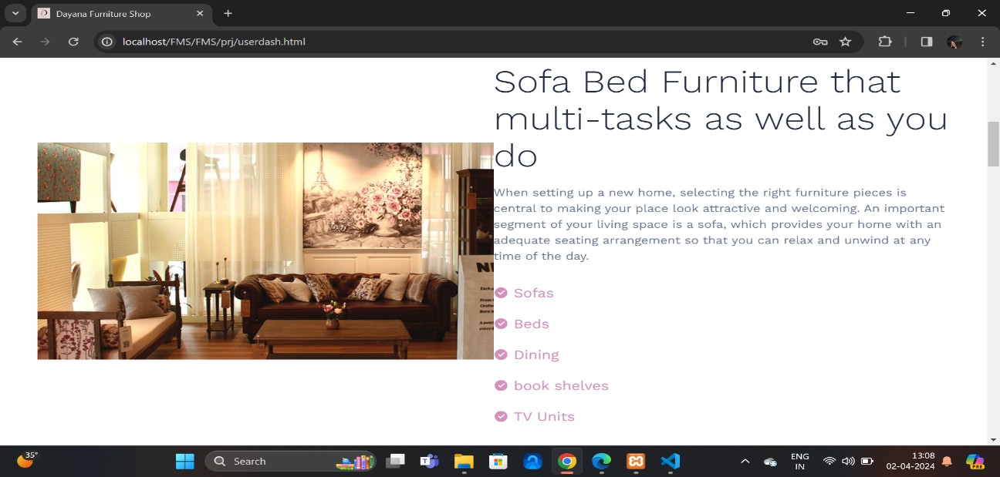 Dayana Furniture Shop
localhost/FMS/FMS/prj/userdash.html
Sofa Bed Furniture that
multi-tasks as well as you
do
When setting up a new home, selecting the right furniture pieces is
central to making your place look attractive and welcoming. An important
segment of your living space is a sofa, which provides your home with an
adequate seating arrangement so that you can relax and unwind at any
time of the day.
Sofas
Beds
Dining
book shelves
TV Units
35°
Search
ENG
IN
13:08
02-04-2024
PRE